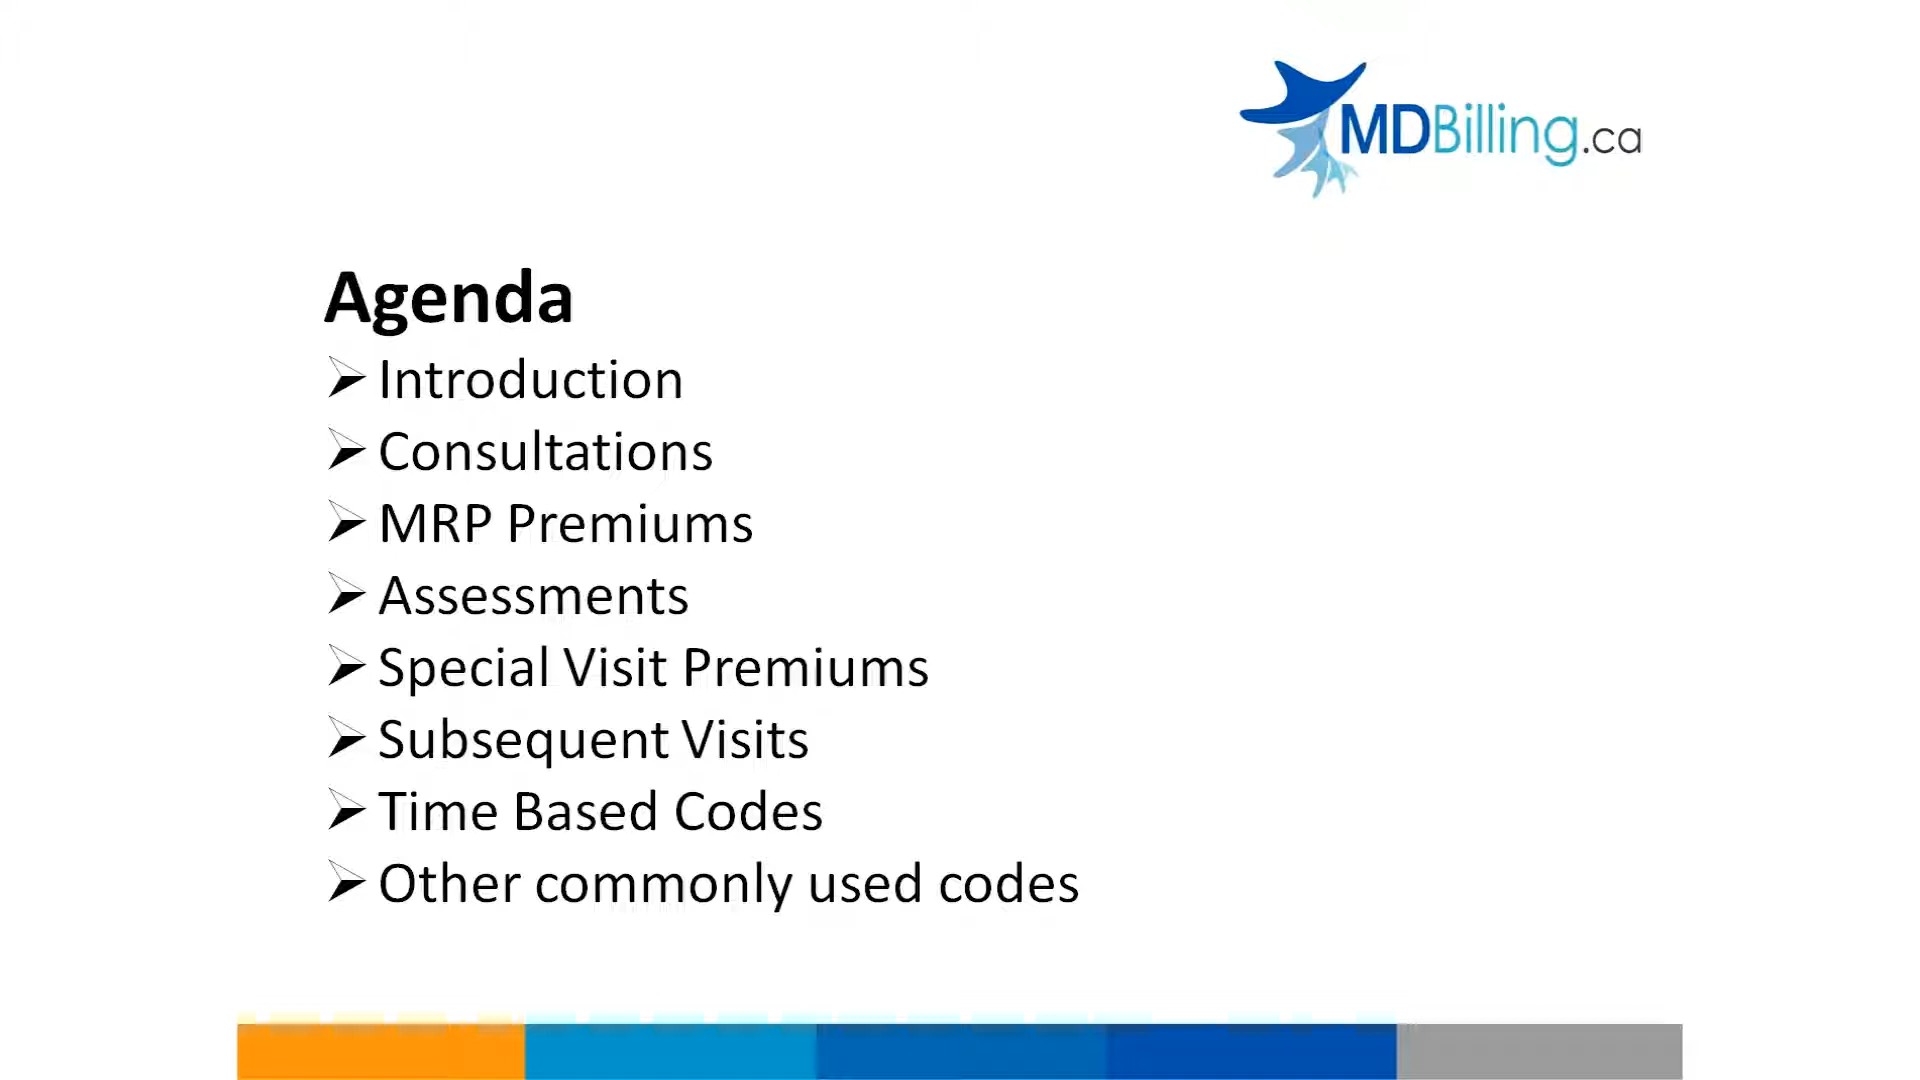 MDBilling.ca
Agenda
➢ Introduction
➢ Consultations
➢ MRP Premiums
➢ Assessments
➢ Special Visit Premiums
➢ Subsequent Visits
➢ Time Based Codes
➢ Other commonly used codes